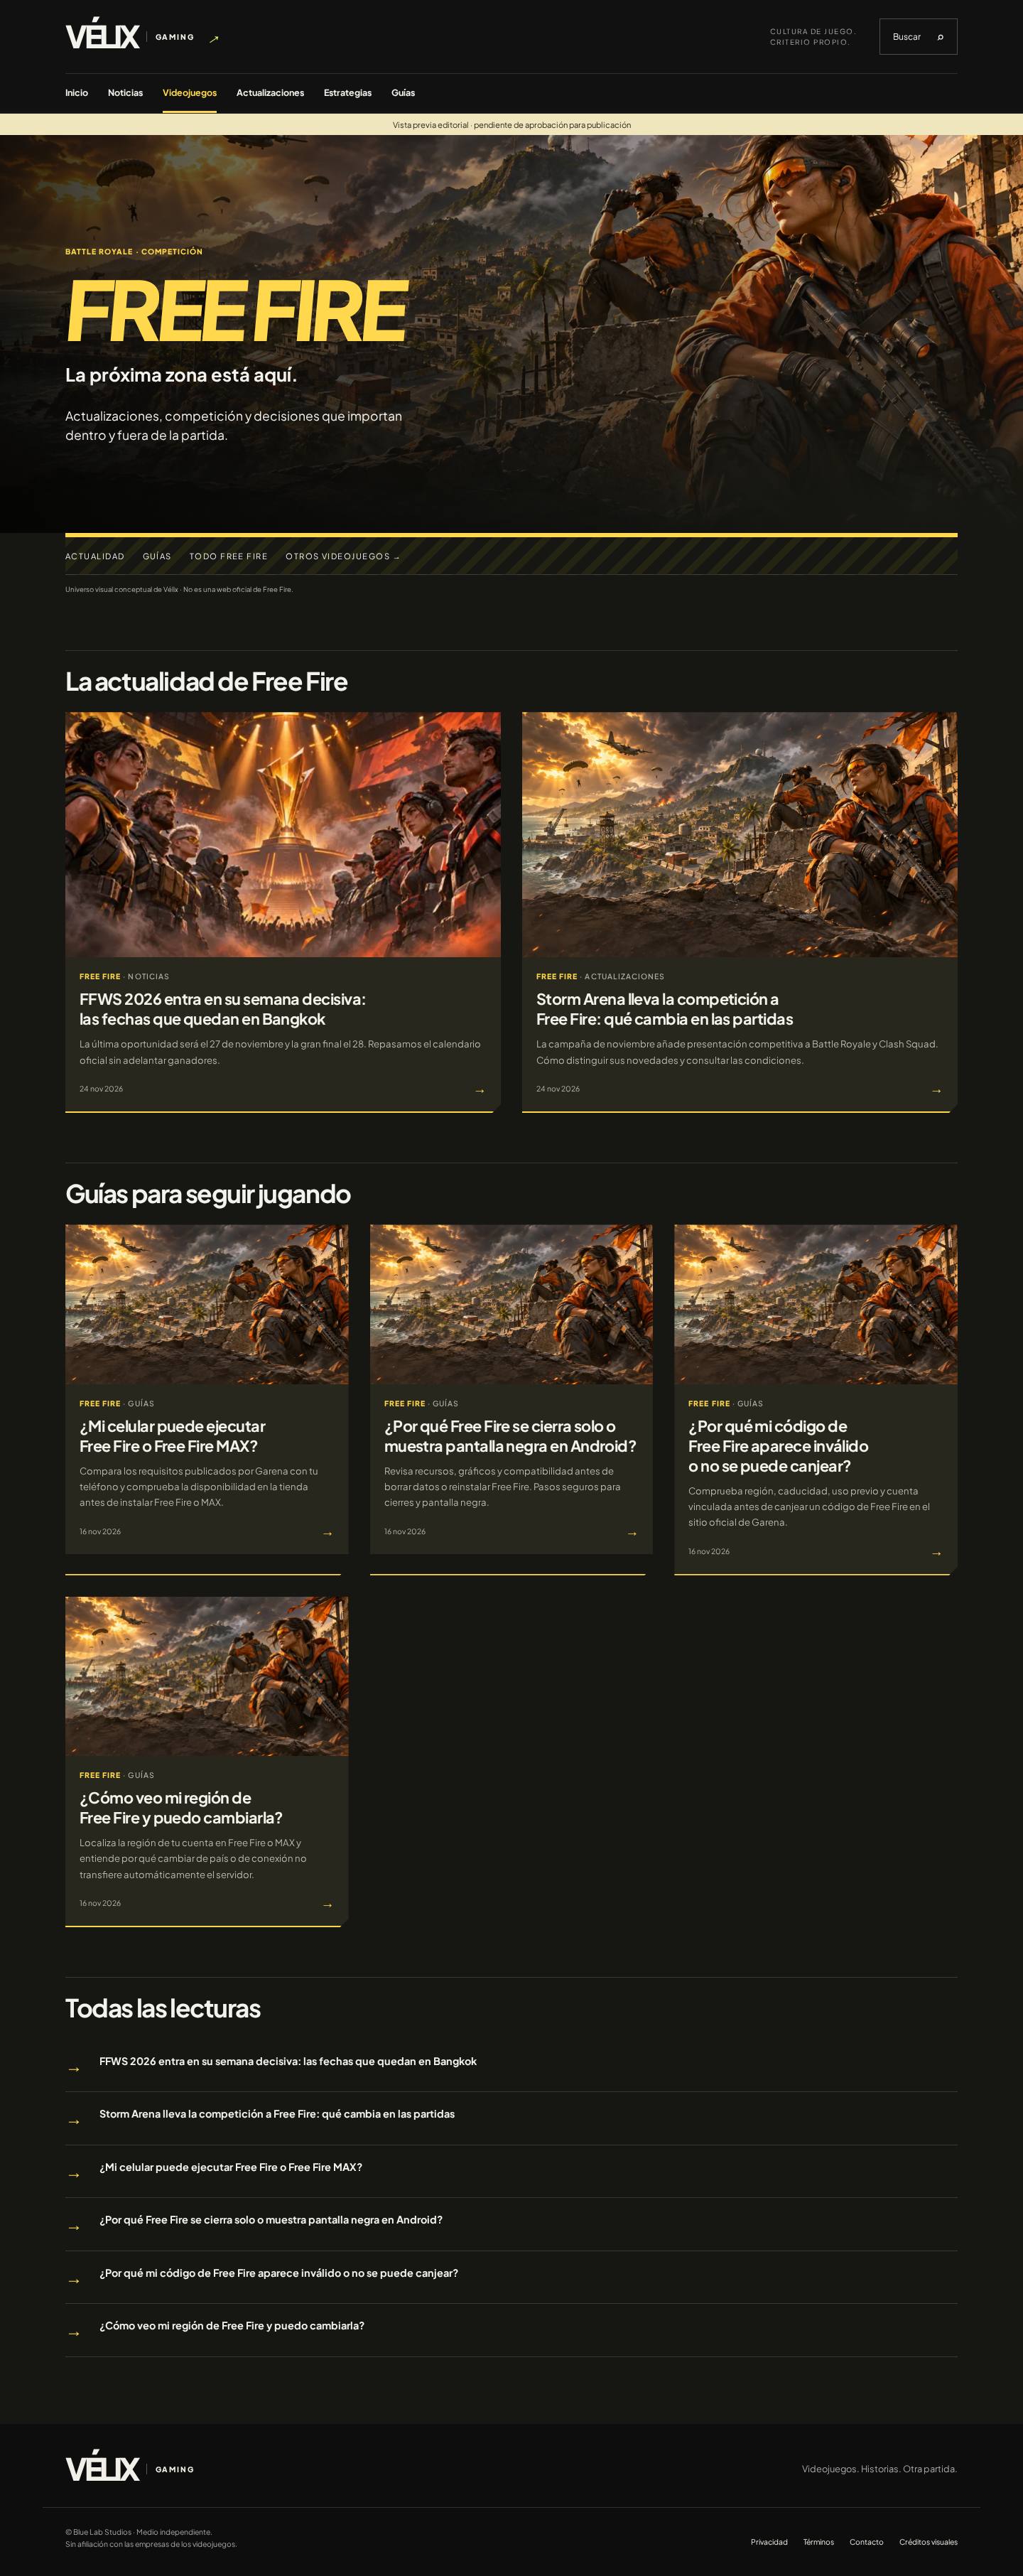 VÉLIX GAMING →
CULTURA DE JUEGO.
CRITERIO PROPIO.
Buscar ⌕
Inicio Noticias Videojuegos Actualizaciones Estrategias Guías
Vista previa editorial · pendiente de aprobación para publicación
BATTLE ROYALE · COMPETICIÓN
FREE FIRE
La próxima zona está aquí.
Actualizaciones, competición y decisiones que importan
dentro y fuera de la partida.
ACTUALIDAD GUÍAS TODO FREE FIRE OTROS VIDEOJUEGOS →
Universo visual conceptual de Vélix · No es una web oficial de Free Fire.
La actualidad de Free Fire
FREE FIRE · NOTICIAS
FFWS 2026 entra en su semana decisiva:
las fechas que quedan en Bangkok
La última oportunidad será el 27 de noviembre y la gran final el 28. Repasamos el calendario
oficial sin adelantar ganadores.
24 nov 2026 →
FREE FIRE · ACTUALIZACIONES
Storm Arena lleva la competición a
Free Fire: qué cambia en las partidas
La campaña de noviembre añade presentación competitiva a Battle Royale y Clash Squad.
Cómo distinguir sus novedades y consultar las condiciones.
24 nov 2026 →
Guías para seguir jugando
FREE FIRE · GUÍAS
¿Mi celular puede ejecutar
Free Fire o Free Fire MAX?
Compara los requisitos publicados por Garena con tu
teléfono y comprueba la disponibilidad en la tienda
antes de instalar Free Fire o MAX.
16 nov 2026 →
FREE FIRE · GUÍAS
¿Por qué Free Fire se cierra solo o
muestra pantalla negra en Android?
Revisa recursos, gráficos y compatibilidad antes de
borrar datos o reinstalar Free Fire. Pasos seguros para
cierres y pantalla negra.
16 nov 2026 →
FREE FIRE · GUÍAS
¿Por qué mi código de
Free Fire aparece inválido
o no se puede canjear?
Comprueba región, caducidad, uso previo y cuenta
vinculada antes de canjear un código de Free Fire en el
sitio oficial de Garena.
16 nov 2026 →
FREE FIRE · GUÍAS
¿Cómo veo mi región de
Free Fire y puedo cambiarla?
Localiza la región de tu cuenta en Free Fire o MAX y
entiende por qué cambiar de país o de conexión no
transfiere automáticamente el servidor.
16 nov 2026 →
Todas las lecturas
→ FFWS 2026 entra en su semana decisiva: las fechas que quedan en Bangkok
→ Storm Arena lleva la competición a Free Fire: qué cambia en las partidas
→ ¿Mi celular puede ejecutar Free Fire o Free Fire MAX?
→ ¿Por qué Free Fire se cierra solo o muestra pantalla negra en Android?
→ ¿Por qué mi código de Free Fire aparece inválido o no se puede canjear?
→ ¿Cómo veo mi región de Free Fire y puedo cambiarla?
VÉLIX GAMING
Videojuegos. Historias. Otra partida.
© Blue Lab Studios · Medio independiente.
Sin afiliación con las empresas de los videojuegos.
Privacidad Términos Contacto Créditos visuales